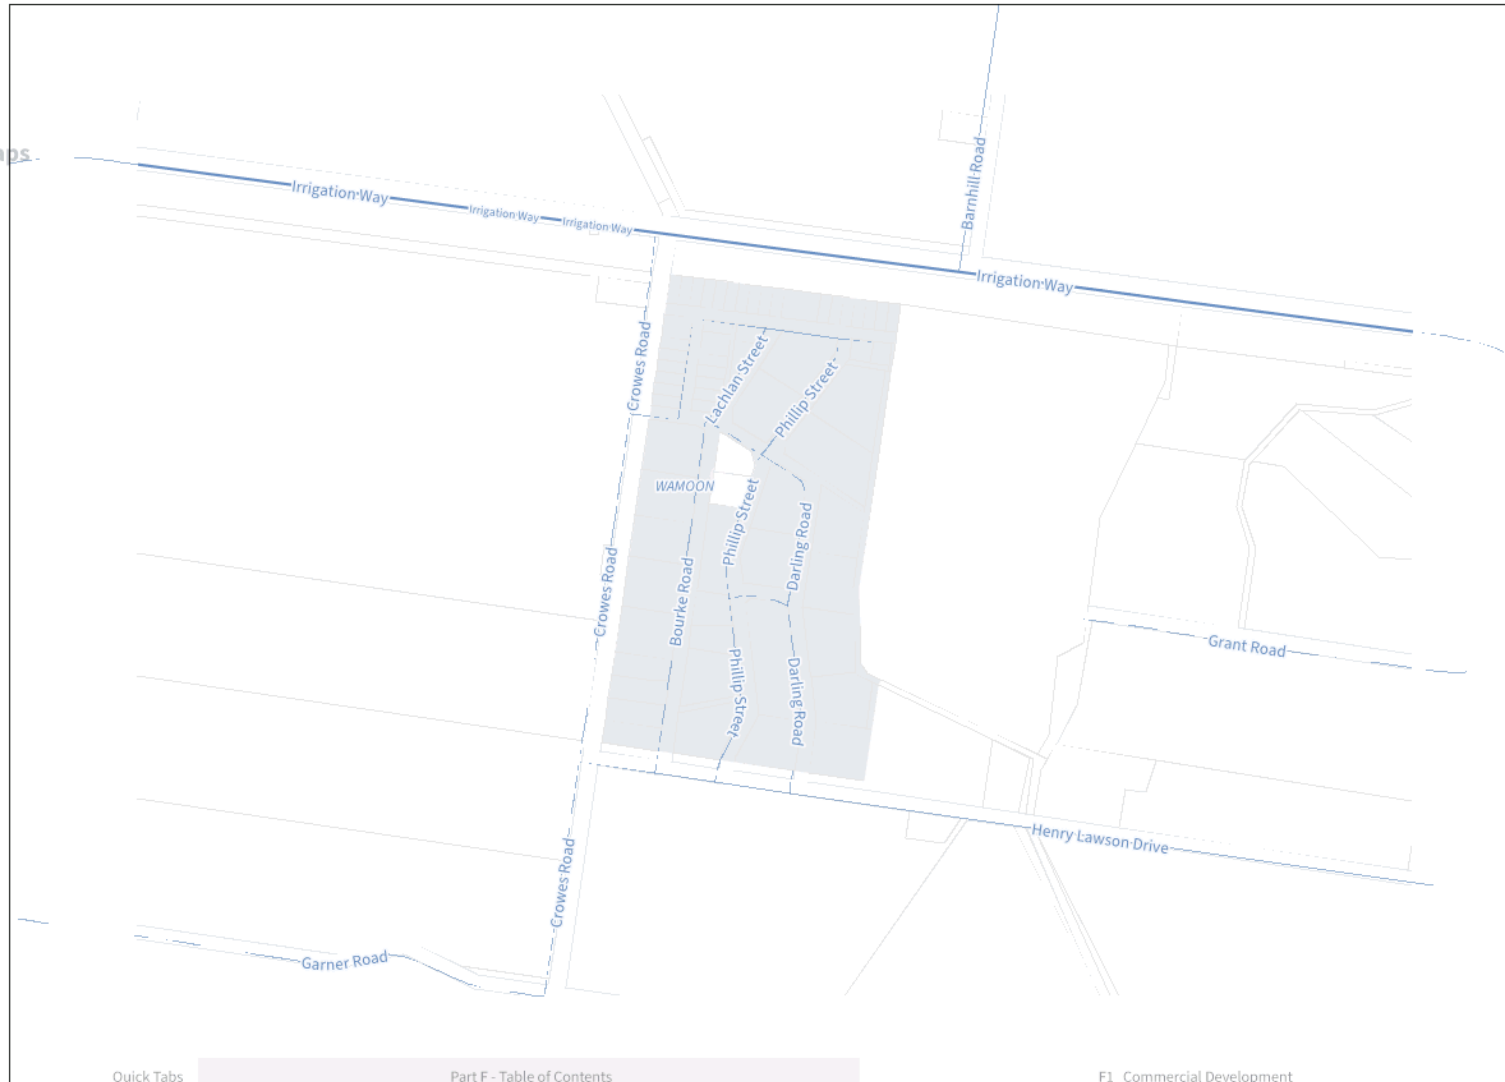 Barnhill Road
Irrigation Way
Irrigation Way
Irrigation Way
Irrigation Way
Crowes Road
Lachlan Street
Phillip Street
WAMOON
Phillip Street
Darling Road
Crowes Road
Bourke Road
Grant Road
Phillip Street
Darling Road
Henry Lawson Drive
Crowes Road
Garner Road
Quick Tabs
Part F - Table of Contents
F1 Commercial Development